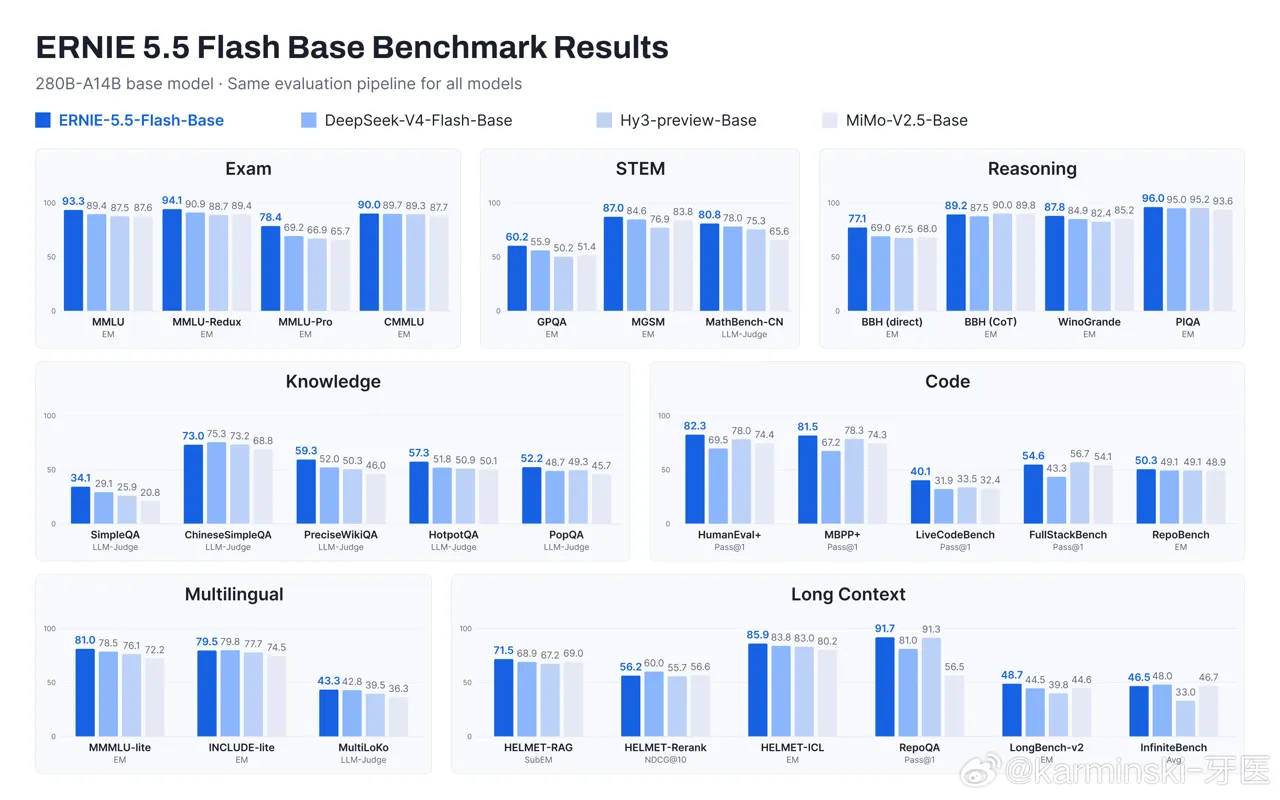 ERNIE 5.5 Flash Base Benchmark Results
280B-A14B base model · Same evaluation pipeline for all models
ERNIE-5.5-Flash-Base DeepSeek-V4-Flash-Base Hy3-preview-Base MiMo-V2.5-Base
Exam
100
50
0
93.3 89.4 87.5 87.6
94.1 90.9 88.7 89.4
78.4 69.2 66.9 65.7
90.0 89.7 89.3 87.7
MMLU MMLU-Redux MMLU-Pro CMMLU
EM EM EM EM
STEM
100
50
0
60.2 55.9 50.2 51.4
87.0 84.6 76.9 83.8
80.8 78.0 75.3 65.6
GPQA MGSM MathBench-CN
EM EM LLM-Judge
Reasoning
100
50
0
77.1 69.0 67.5 68.0
89.2 87.5 90.0 89.8
87.8 84.9 82.4 85.2
96.0 95.0 95.2 93.6
BBH (direct) BBH (CoT) WinoGrande PIQA
EM EM EM EM
Knowledge
100
50
0
34.1 29.1 25.9 20.8
73.0 75.3 73.2 68.8
59.3 52.0 50.3 46.0
57.3 51.8 50.9 50.1
52.2 48.7 49.3 45.7
SimpleQA ChineseSimpleQA PreciseWikiQA HotpotQA PopQA
LLM-Judge LLM-Judge LLM-Judge LLM-Judge LLM-Judge
Code
100
50
0
82.3 69.5 78.0 74.4
81.5 67.2 78.3 74.3
40.1 31.9 33.5 32.4
54.6 43.3 56.7 54.1
50.3 49.1 49.1 48.9
HumanEval+ MBPP+ LiveCodeBench FullStackBench RepoBench
Pass@1 Pass@1 Pass@1 Pass@1 EM
Multilingual
100
50
0
81.0 78.5 76.1 72.2
79.5 79.8 77.7 74.5
43.3 42.8 39.5 36.3
MMMLU-lite INCLUDE-lite MultiLoKo
EM EM LLM-Judge
Long Context
100
50
0
71.5 68.9 67.2 69.0
56.2 60.0 55.7 56.6
85.9 83.8 83.0 80.2
91.7 81.0 91.3 56.5
48.7 44.5 39.8 44.6
46.5 48.0 33.0 46.7
HELMET-RAG HELMET-Rerank HELMET-ICL RepoQA LongBench-v2 InfiniteBench
SubEM NDCG@10 EM Pass@1 EM Avg
@karminski-牙医